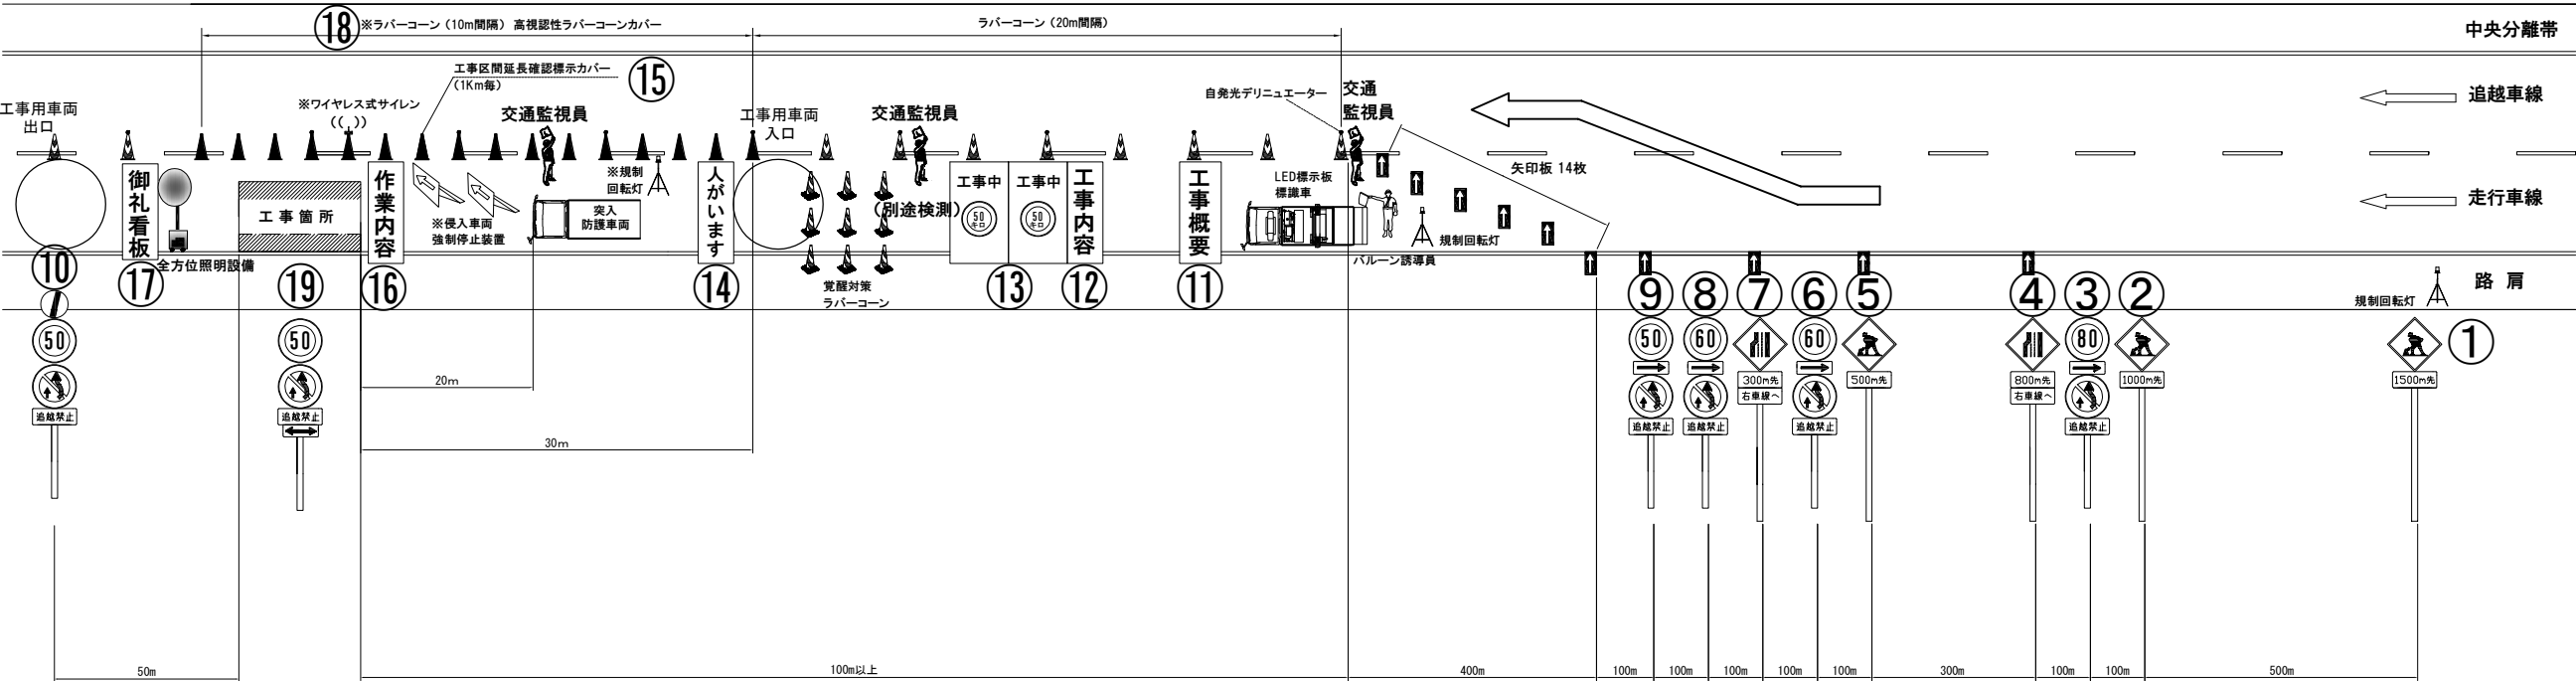 ⑱
※ラバーコーン（10m間隔） 高視認性ラバーコーンカバー
ラバーコーン（20m間隔）
中央分離帯
工事区間延長確認標示カバー
（1Km毎）
⑮
工事用車両
出口
※ワイヤレス式サイレン
((　))
交通監視員
工事用車両
入口
交通監視員
自発光デリニュエーター
交通
監視員
追越車線
御礼看板
工事箇所
作業内容
※侵入車両
強制停止装置
※規制
回転灯
突入
防護車両
人がいます
（別途検測）
工事中
50
キロ
工事中
50
キロ
工事内容
工事概要
LED標示板
標識車
矢印板 14枚
走行車線
規制回転灯
バルーン誘導員
全方位照明設備
覚醒対策
ラバーコーン
路 肩
規制回転灯
⑩
⑰
⑲
⑯
⑭
⑬
⑫
⑪
⑨
⑧
⑦
⑥
⑤
④
③
②
①
50
追越禁止
50
追越禁止
50
追越禁止
60
追越禁止
300m先
右車線へ
60
追越禁止
500m先
800m先
右車線へ
80
追越禁止
1000m先
1500m先
20m
30m
50m
100m以上
400m
100m
100m
100m
100m
100m
300m
100m
100m
500m